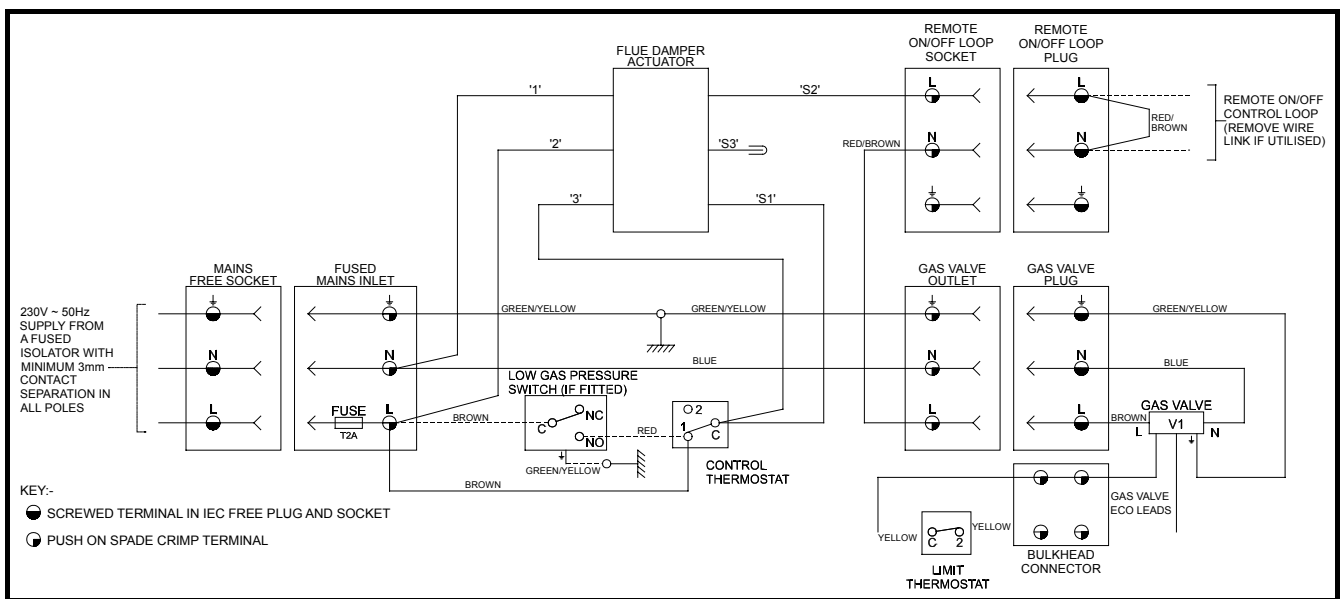 FLUE DAMPER
ACTUATOR
REMOTE
ON/OFF LOOP
SOCKET
REMOTE
ON/OFF LOOP
PLUG
'1'
'S2'
L
L
RED/
BROWN
REMOTE ON/OFF
CONTROL LOOP
(REMOVE WIRE
LINK IF UTILISED)
'2'
'S3'
RED/BROWN
N
N
'3'
'S1'
MAINS
FREE SOCKET
FUSED
MAINS INLET
GAS VALVE
OUTLET
GAS VALVE
PLUG
230V ~ 50Hz
SUPPLY FROM
A FUSED
ISOLATOR WITH
MINIMUM 3mm
CONTACT
SEPARATION IN
ALL POLES
GREEN/YELLOW
GREEN/YELLOW
GREEN/YELLOW
N
N
BLUE
N
N
BLUE
LOW GAS PRESSURE
SWITCH (IF FITTED)
L
FUSE
T2A
L
BROWN
C
NC
NO
RED
2
1
C
L
L
BROWN
GAS VALVE
V1
L
N
GREEN/YELLOW
CONTROL
THERMOSTAT
BROWN
KEY:-
SCREWED TERMINAL IN IEC FREE PLUG AND SOCKET
PUSH ON SPADE CRIMP TERMINAL
GAS VALVE
ECO LEADS
YELLOW
C
2
YELLOW
LIMIT
THERMOSTAT
BULKHEAD
CONNECTOR